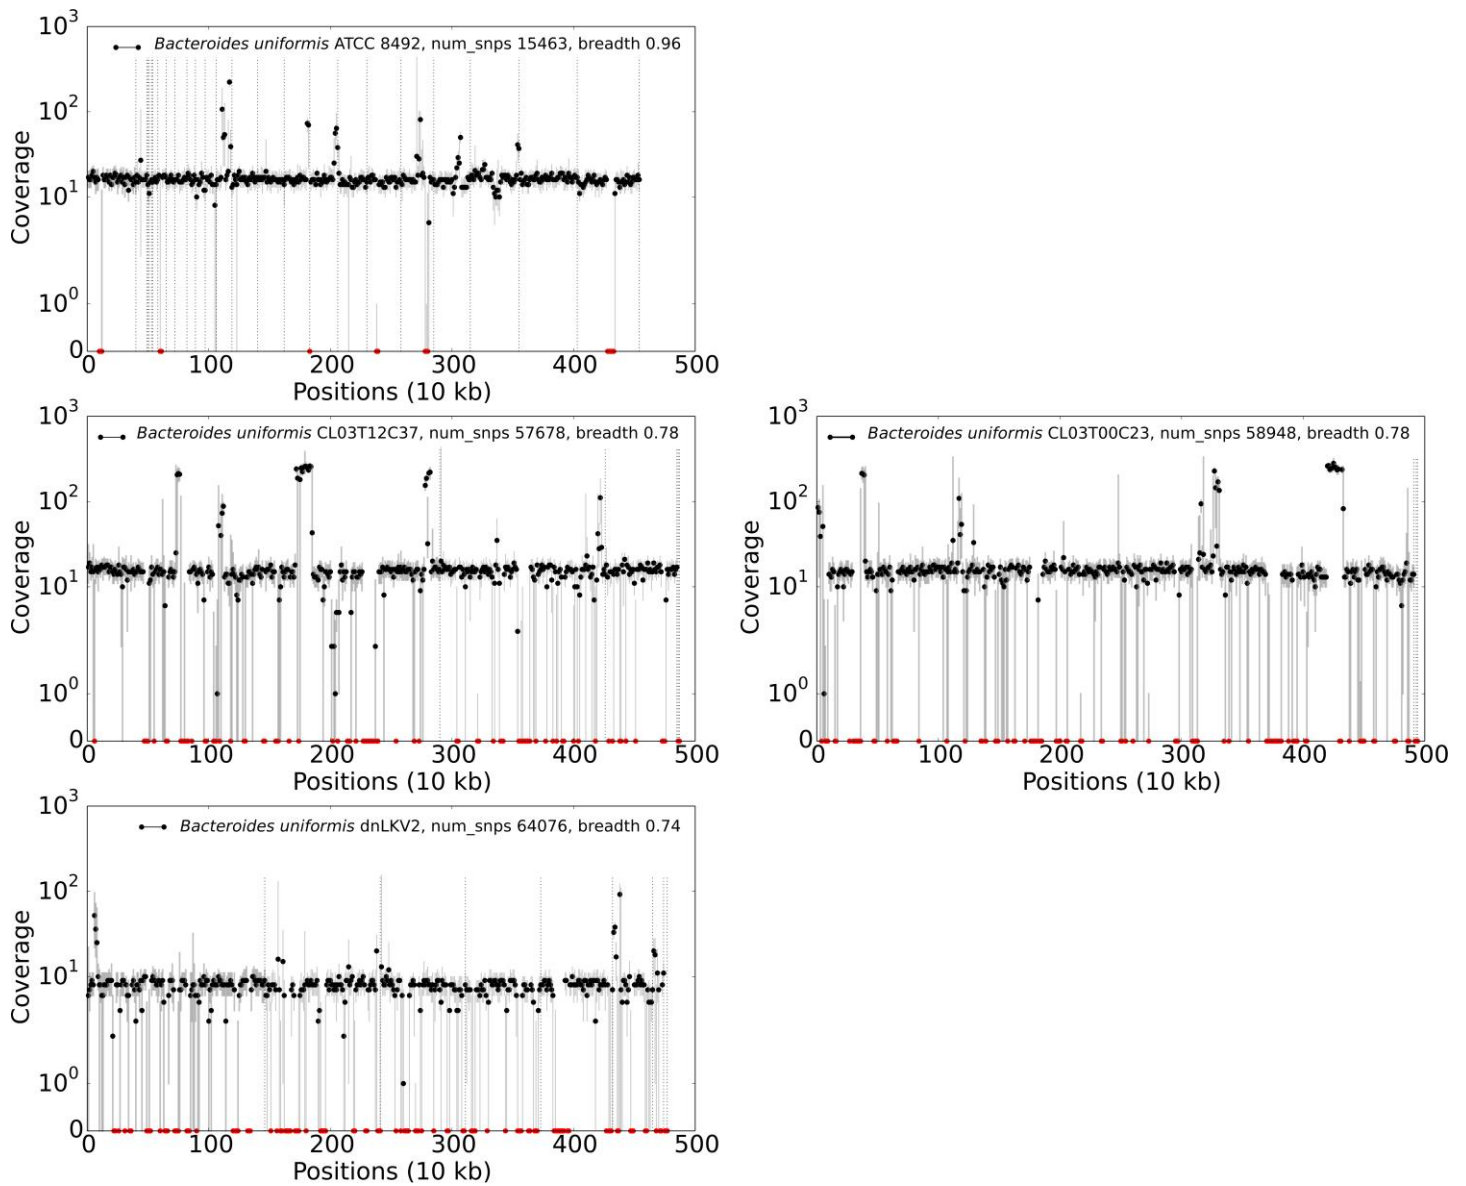 Bacteroides uniformis ATCC 8492, num_snps 15463, breadth 0.96
10³
10²
10¹
10⁰
0
Coverage
0 100 200 300 400 500
Positions (10 kb)
Bacteroides uniformis CL03T12C37, num_snps 57678, breadth 0.78
10³
10²
10¹
10⁰
0
Coverage
0 100 200 300 400 500
Positions (10 kb)
Bacteroides uniformis CL03T00C23, num_snps 58948, breadth 0.78
10³
10²
10¹
10⁰
0
Coverage
0 100 200 300 400 500
Positions (10 kb)
Bacteroides uniformis dnLKV2, num_snps 64076, breadth 0.74
10³
10²
10¹
10⁰
0
Coverage
0 100 200 300 400 500
Positions (10 kb)